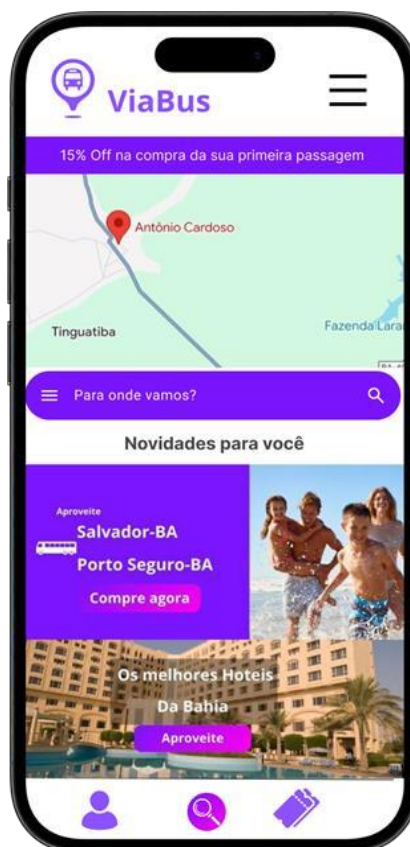 ViaBus
15% Off na compra da sua primeira passagem
Antônio Cardoso
Tinguatiba
Fazenda Lara
Para onde vamos?
Novidades para você
Aproveite
Salvador-BA
Porto Seguro-BA
Compre agora
Os melhores Hoteis
Da Bahia
Aproveite